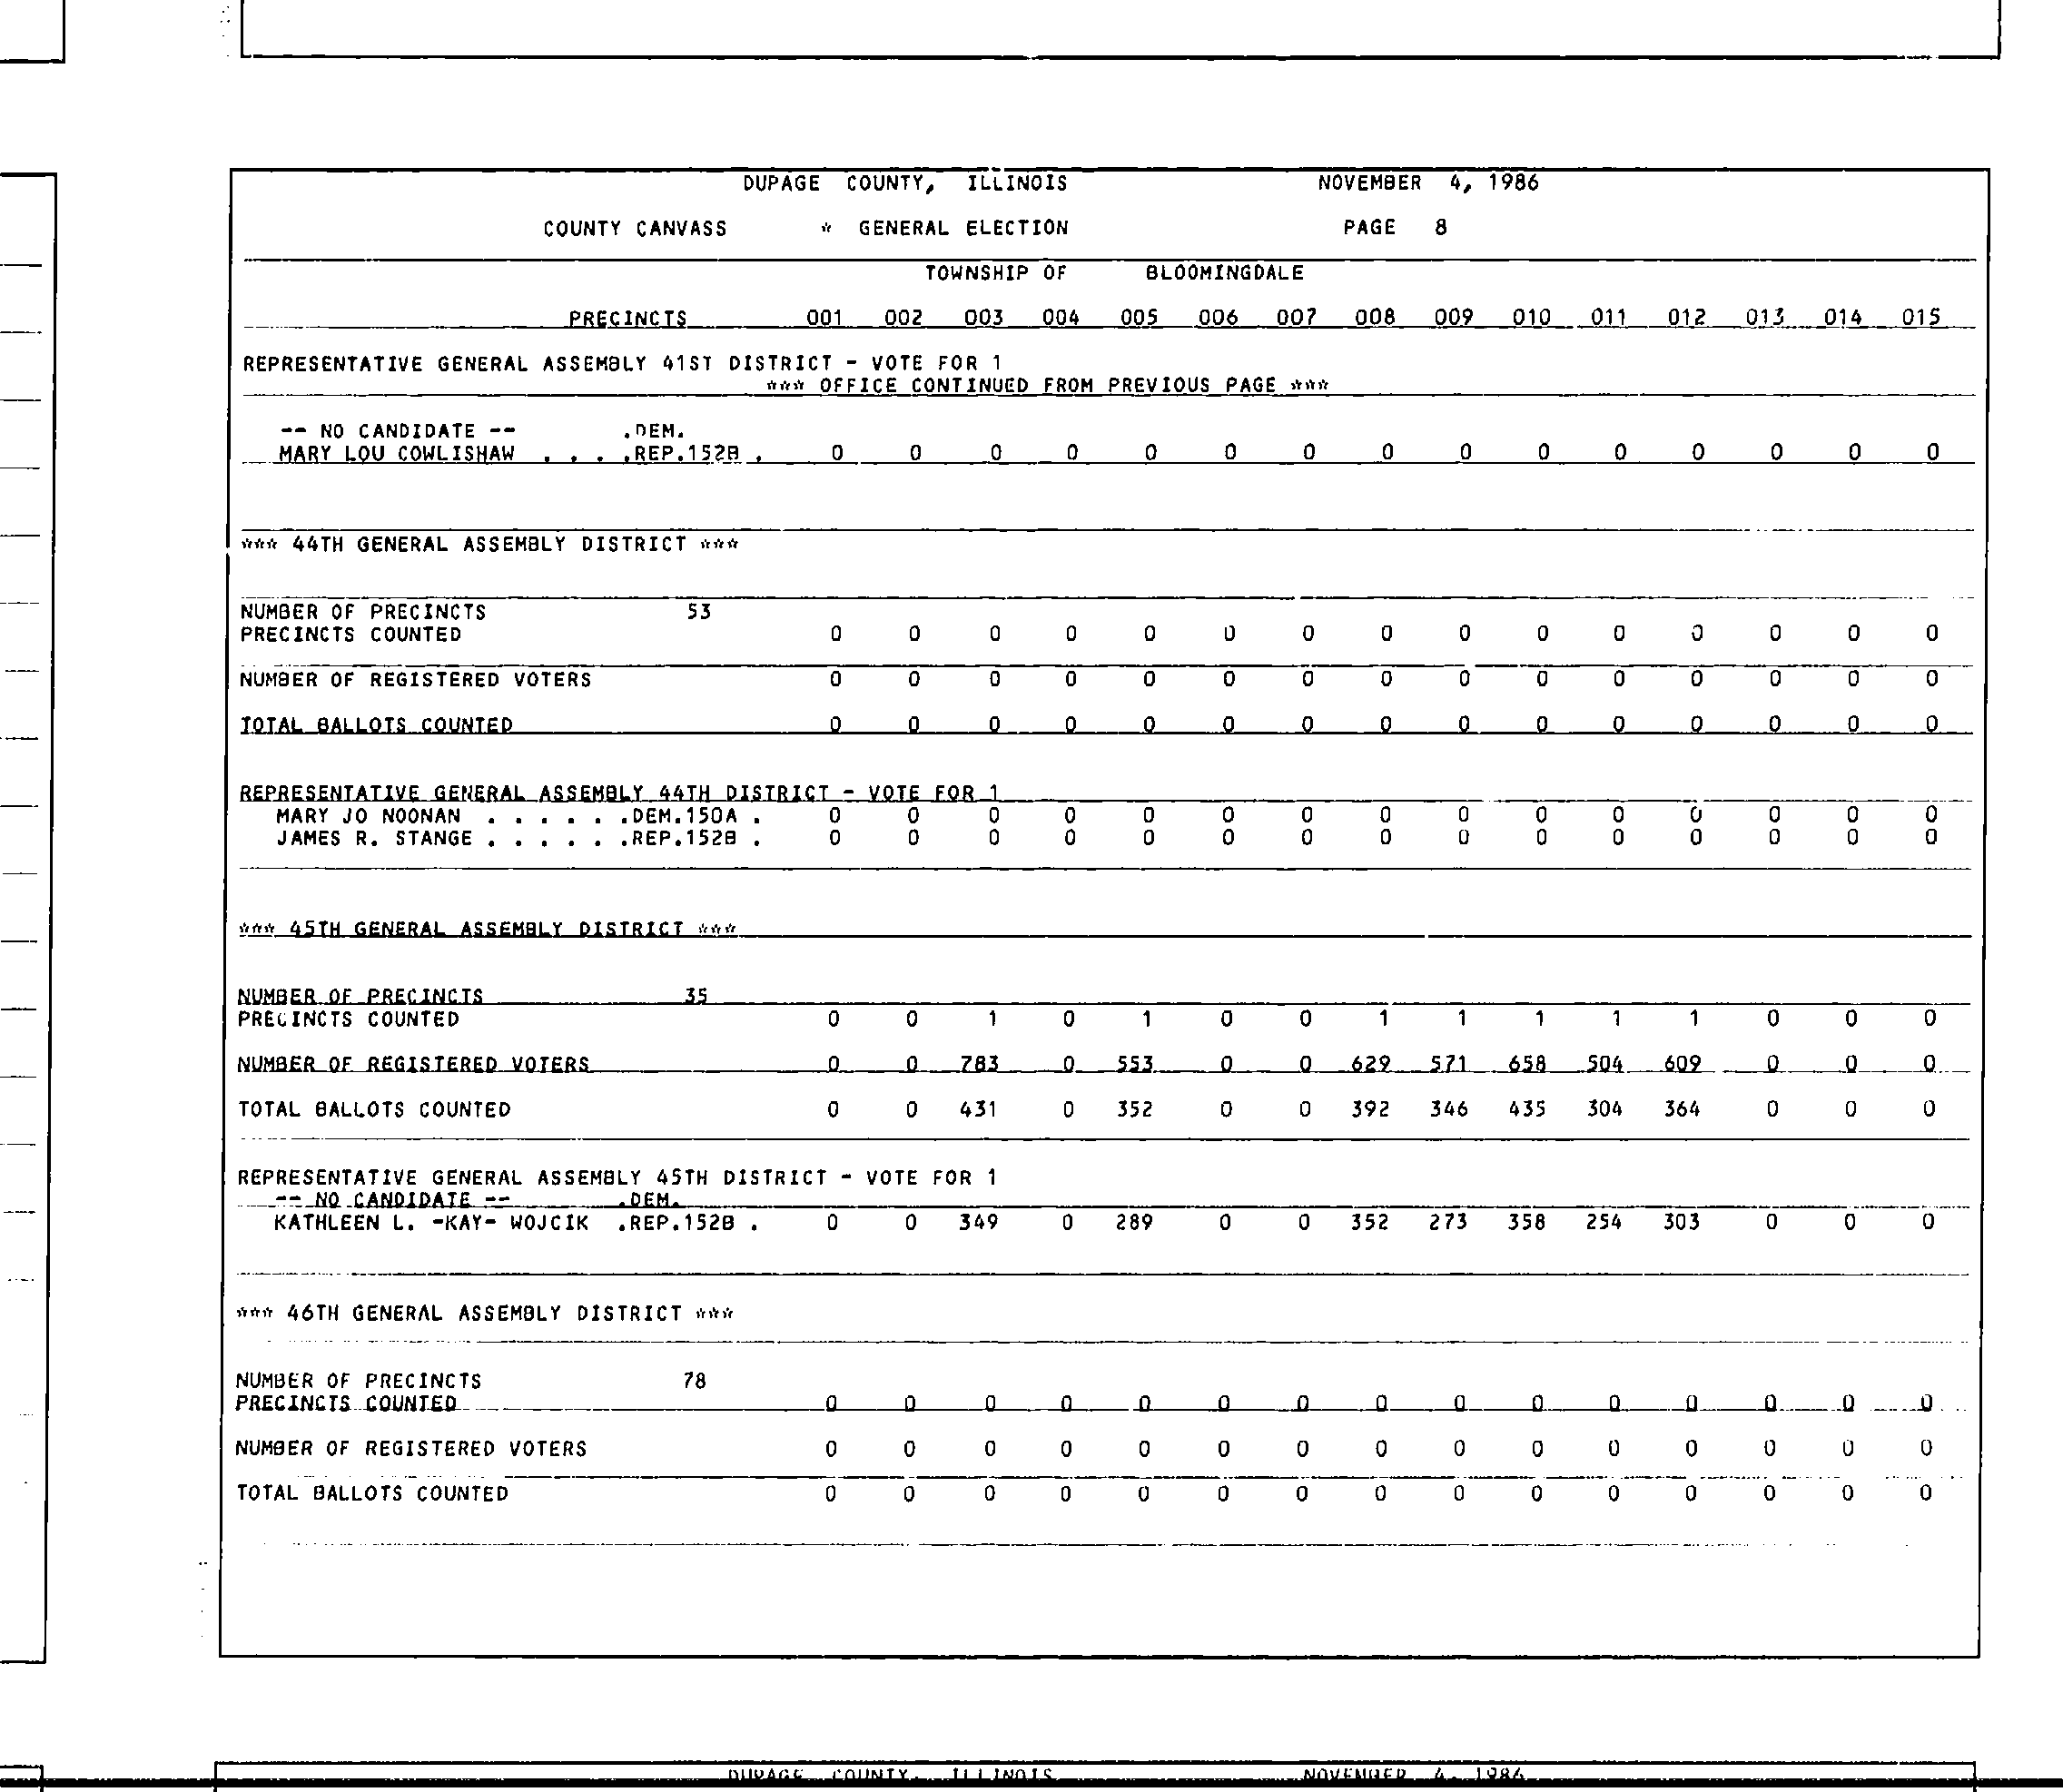 DUPAGE COUNTY, ILLINOIS NOVEMBER 4, 1986
COUNTY CANVASS * GENERAL ELECTION PAGE 8
TOWNSHIP OF BLOOMINGDALE
PRECINCTS 001 002 003 004 005 006 007 008 009 010 011 012 013 014 015
REPRESENTATIVE GENERAL ASSEMBLY 41ST DISTRICT - VOTE FOR 1
*** OFFICE CONTINUED FROM PREVIOUS PAGE ***
-- NO CANDIDATE -- .DEM.
MARY LOU COWLISHAW . . . .REP.152B . 0 0 0 0 0 0 0 0 0 0 0 0 0 0 0
*** 44TH GENERAL ASSEMBLY DISTRICT ***
NUMBER OF PRECINCTS 53
PRECINCTS COUNTED 0 0 0 0 0 0 0 0 0 0 0 0 0 0 0
NUMBER OF REGISTERED VOTERS 0 0 0 0 0 0 0 0 0 0 0 0 0 0 0
TOTAL BALLOTS COUNTED 0 0 0 0 0 0 0 0 0 0 0 0 0 0 0
REPRESENTATIVE GENERAL ASSEMBLY 44TH DISTRICT - VOTE FOR 1
MARY JO NOONAN . . . . . .DEM.150A . 0 0 0 0 0 0 0 0 0 0 0 0 0 0 0
JAMES R. STANGE . . . . . .REP.152B . 0 0 0 0 0 0 0 0 0 0 0 0 0 0 0
*** 45TH GENERAL ASSEMBLY DISTRICT ***
NUMBER OF PRECINCTS 35
PRECINCTS COUNTED 0 0 1 0 1 0 0 1 1 1 1 1 0 0 0
NUMBER OF REGISTERED VOTERS 0 0 783 0 553 0 0 629 571 658 504 609 0 0 0
TOTAL BALLOTS COUNTED 0 0 431 0 352 0 0 392 346 435 304 364 0 0 0
REPRESENTATIVE GENERAL ASSEMBLY 45TH DISTRICT - VOTE FOR 1
-- NO CANDIDATE -- .DEM.
KATHLEEN L. -KAY- WOJCIK .REP.152B . 0 0 349 0 289 0 0 352 273 358 254 303 0 0 0
*** 46TH GENERAL ASSEMBLY DISTRICT ***
NUMBER OF PRECINCTS 78
PRECINCTS COUNTED 0 0 0 0 0 0 0 0 0 0 0 0 0 0 0
NUMBER OF REGISTERED VOTERS 0 0 0 0 0 0 0 0 0 0 0 0 0 0 0
TOTAL BALLOTS COUNTED 0 0 0 0 0 0 0 0 0 0 0 0 0 0 0
DUPAGE COUNTY, ILLINOIS NOVEMBER 4, 1986